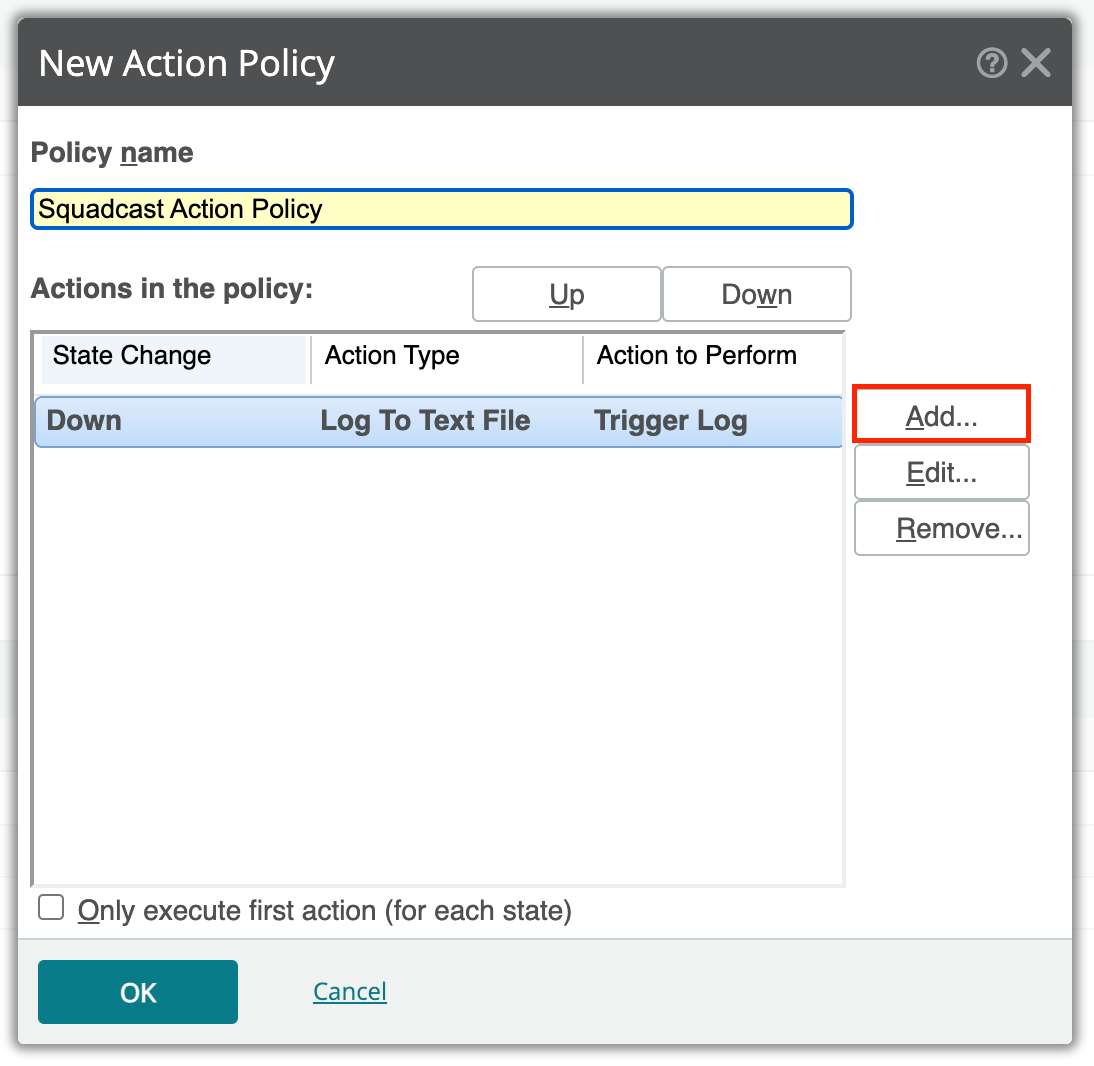 New Action Policy
Policy name
Squadcast Action Policy
Actions in the policy:
Up
Down
State Change
Action Type
Action to Perform
Down
Log To Text File
Trigger Log
Add...
Edit...
Remove...
Only execute first action (for each state)
OK
Cancel